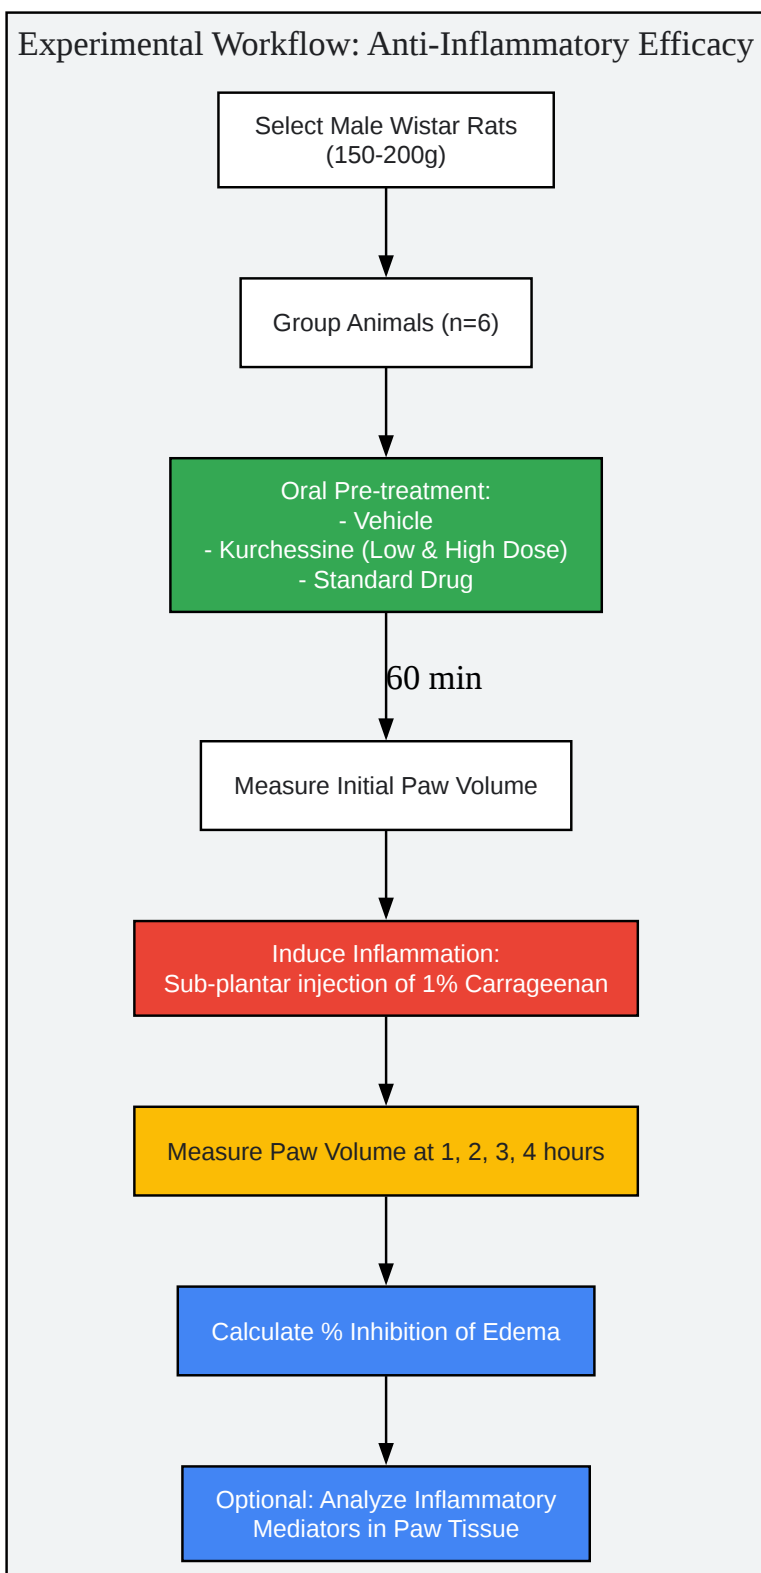 Experimental Workflow: Anti-Inflammatory Efficacy
Select Male Wistar Rats
(150-200g)
Group Animals (n=6)
Oral Pre-treatment:
- Vehicle
- Kurchessine (Low & High Dose)
- Standard Drug
60 min
Measure Initial Paw Volume
Induce Inflammation:
Sub-plantar injection of 1% Carrageenan
Measure Paw Volume at 1, 2, 3, 4 hours
Calculate % Inhibition of Edema
Optional: Analyze Inflammatory
Mediators in Paw Tissue